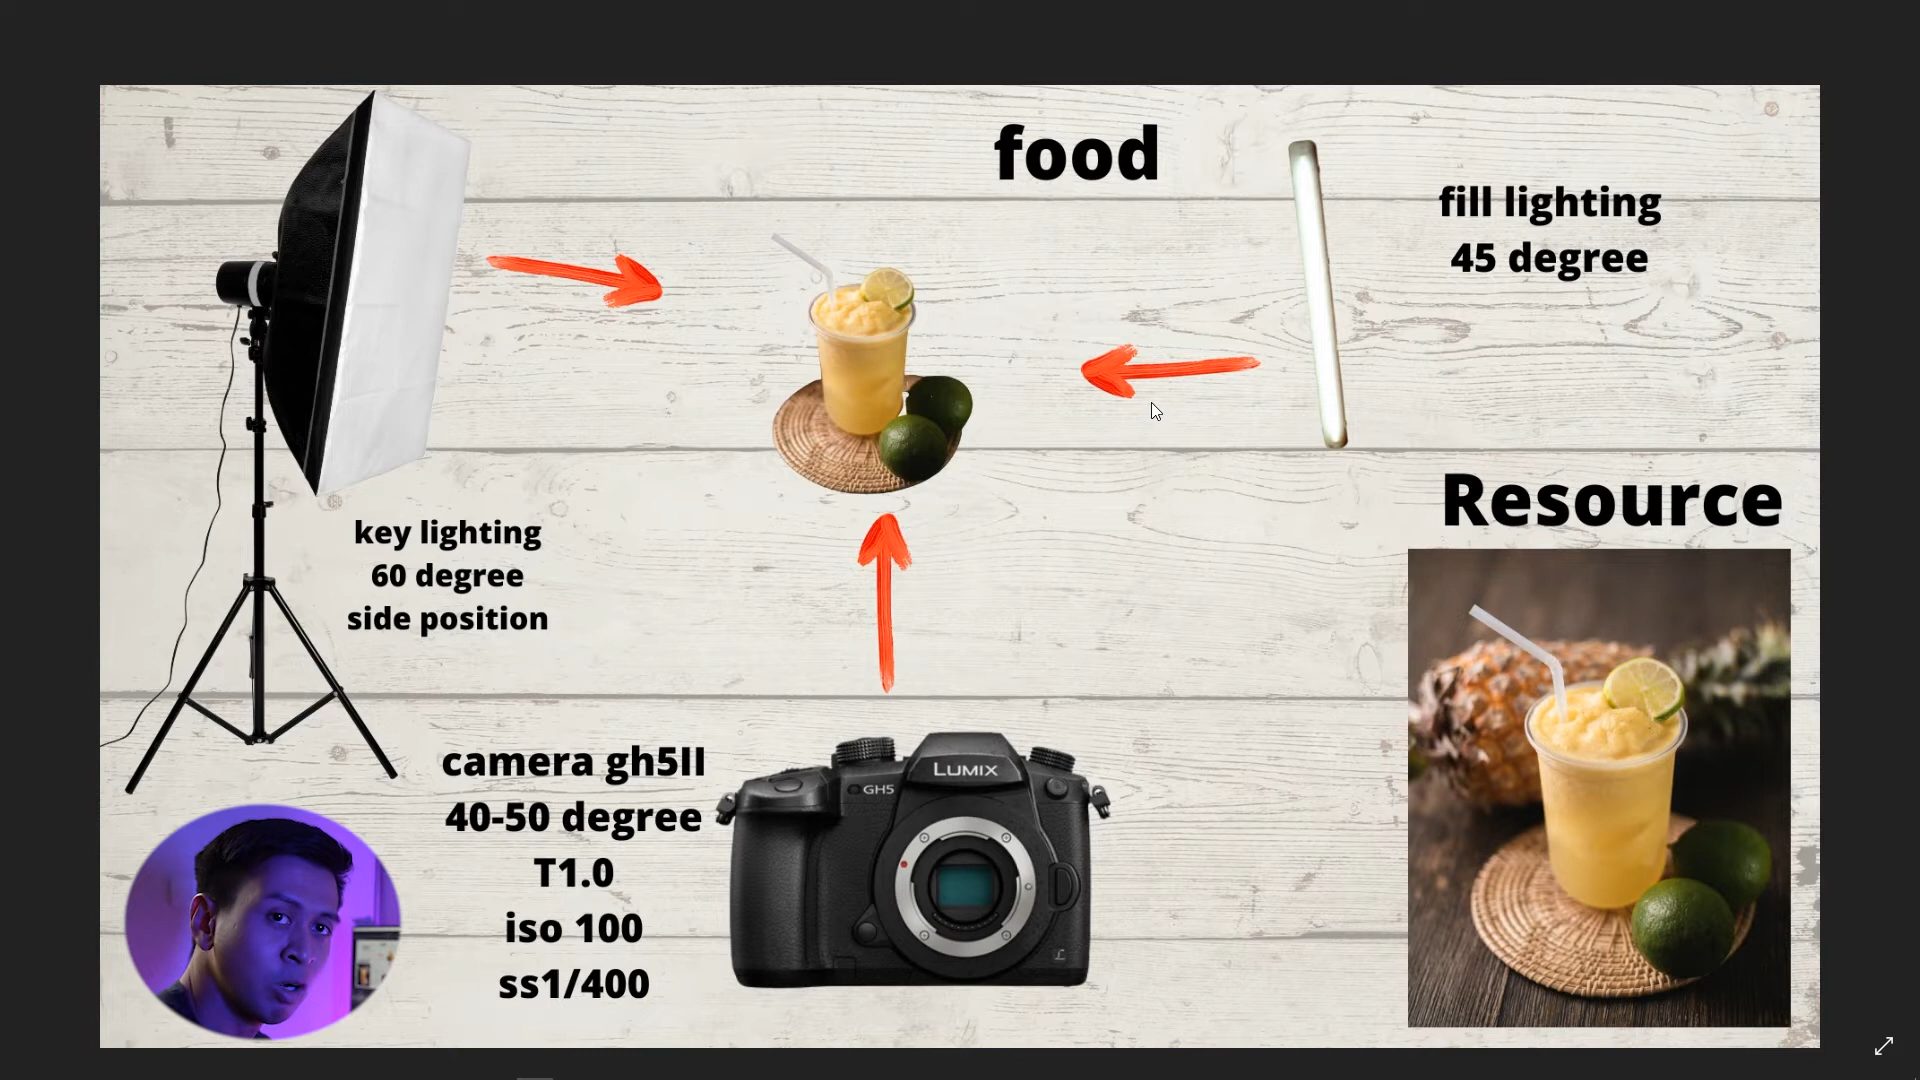 food
fill lighting
45 degree
Resource
key lighting
60 degree
side position
camera gh5II
40-50 degree
T1.0
iso 100
ss1/400
LUMIX
GH5